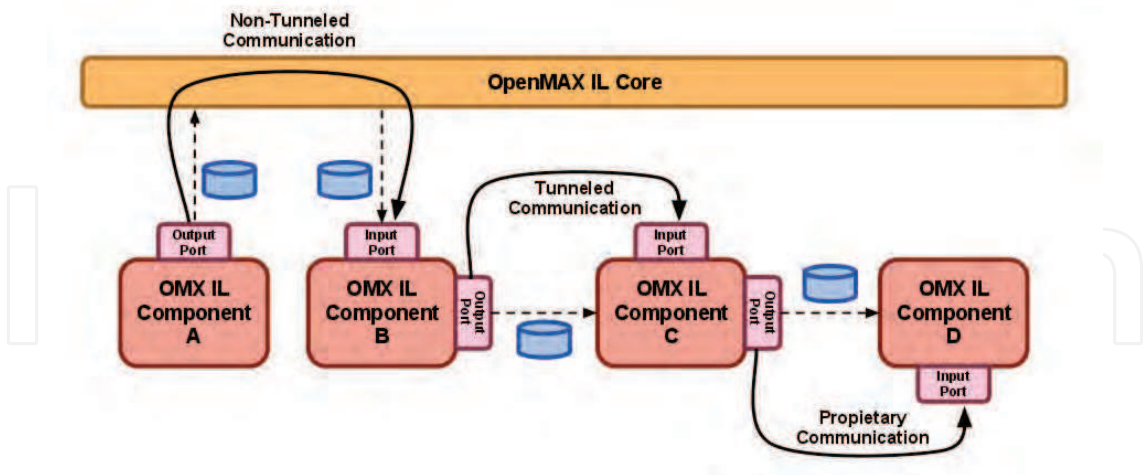 Non-Tunneled
Communication
OpenMAX IL Core
Tunneled
Communication
Output
Port
Input
Port
Input
Port
OMX IL
Component
A
OMX IL
Component
B
Output
Port
OMX IL
Component
C
Output
Port
OMX IL
Component
D
Input
Port
Propietary
Communication